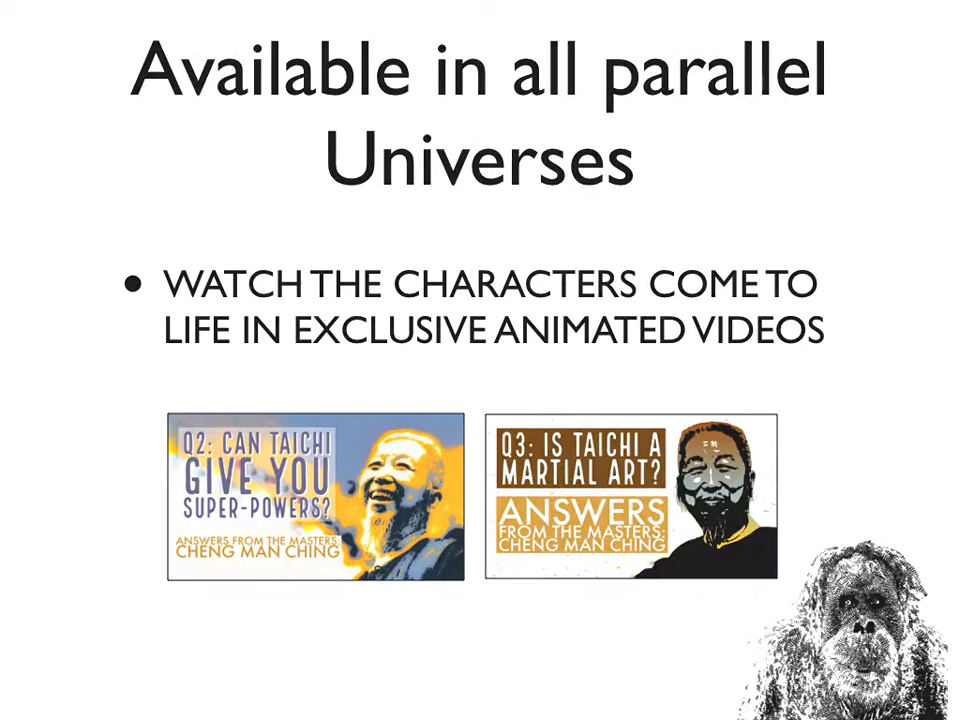 Available in all parallel
Universes
• WATCH THE CHARACTERS COME TO
LIFE IN EXCLUSIVE ANIMATED VIDEOS
Q2: CAN TAICHI
GIVE YOU
SUPER-POWERS?
ANSWERS FROM THE MASTERS:
CHENG MAN CHING
Q3: IS TAICHI A
MARTIAL ART?
ANSWERS
FROM THE MASTERS:
CHENG MAN CHING